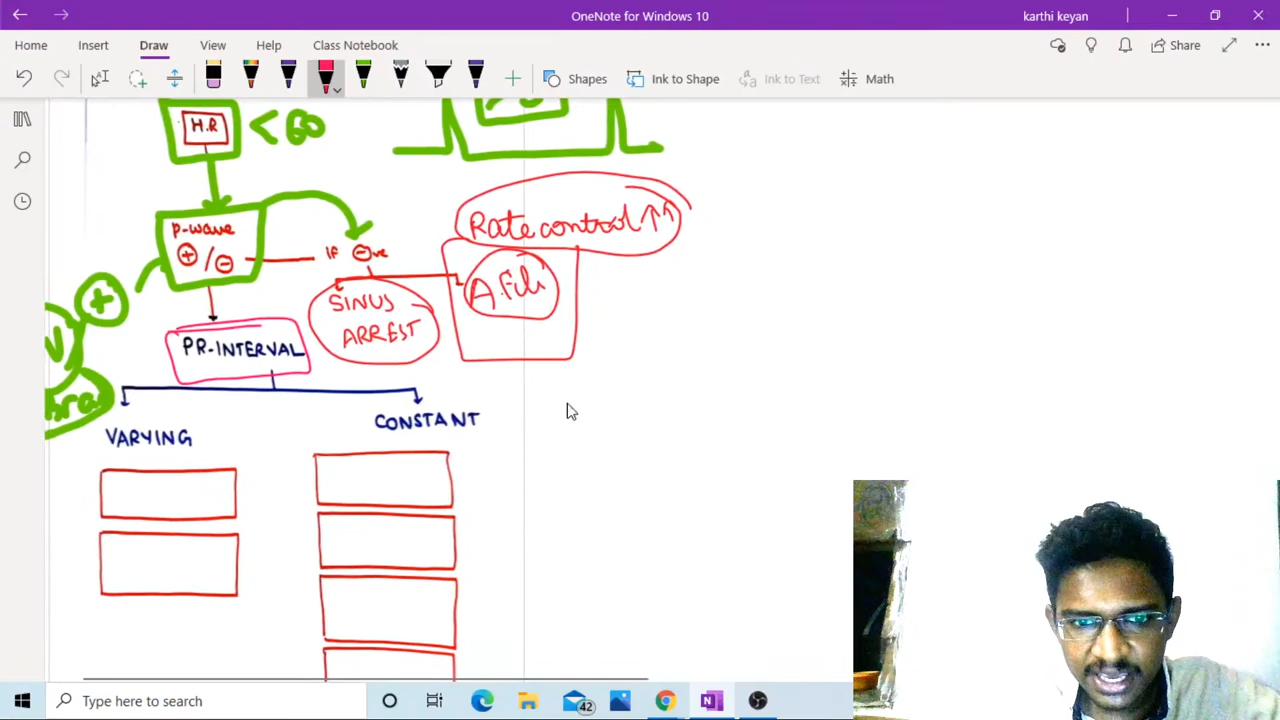 OneNote for Windows 10
karthi keyan
Home
Insert
Draw
View
Help
Class Notebook
Share
Shapes
Ink to Shape
Ink to Text
Math
H.R
< 60
Rate control ↑↑
P-wave
⊕ / ⊖
IF ⊖ve
A. Fib
SINUS
ARREST
+
V
PR-INTERVAL
bra
VARYING
CONSTANT
Type here to search
42